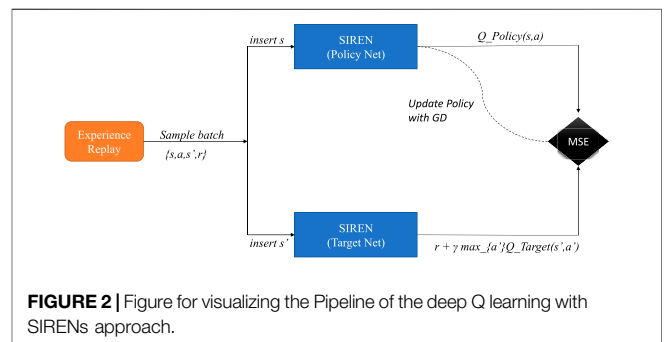 insert s
SIREN
(Policy Net)
Q_Policy(s,a)
Update Policy
with GD
Experience
Replay
Sample batch
{s,a,s’,r}
MSE
insert s’
SIREN
(Target Net)
r + γ max_{a’}Q_Target(s’,a’)
FIGURE 2 | Figure for visualizing the Pipeline of the deep Q learning with
SIRENs approach.